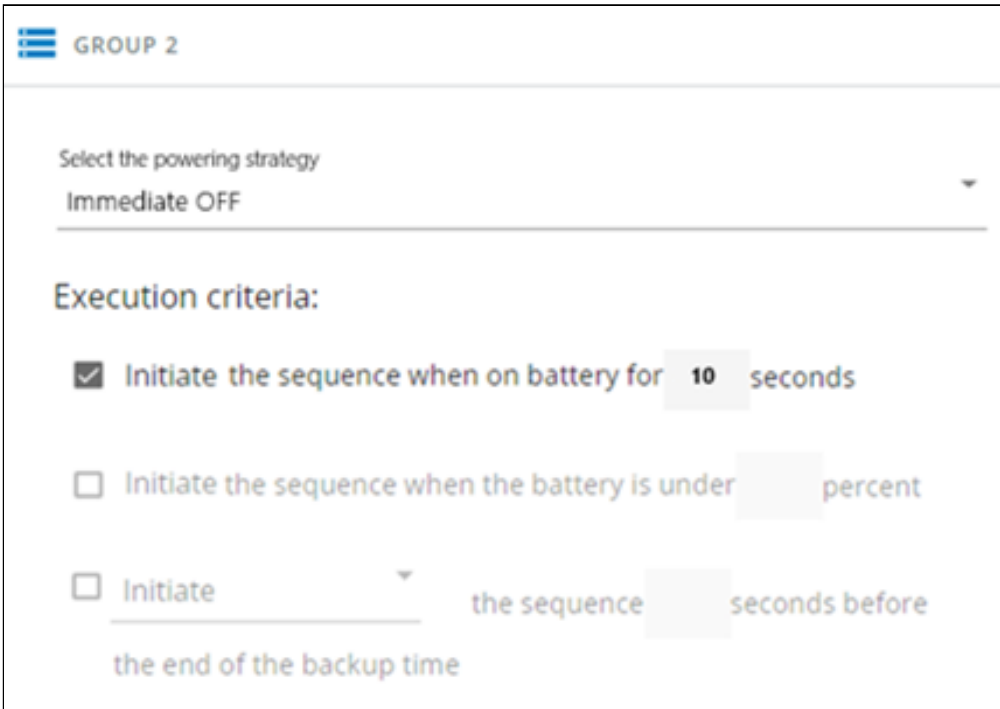 GROUP 2
Select the powering strategy
Immediate OFF
Execution criteria:
Initiate the sequence when on battery for 10 seconds
Initiate the sequence when the battery is under percent
Initiate the sequence seconds before
the end of the backup time